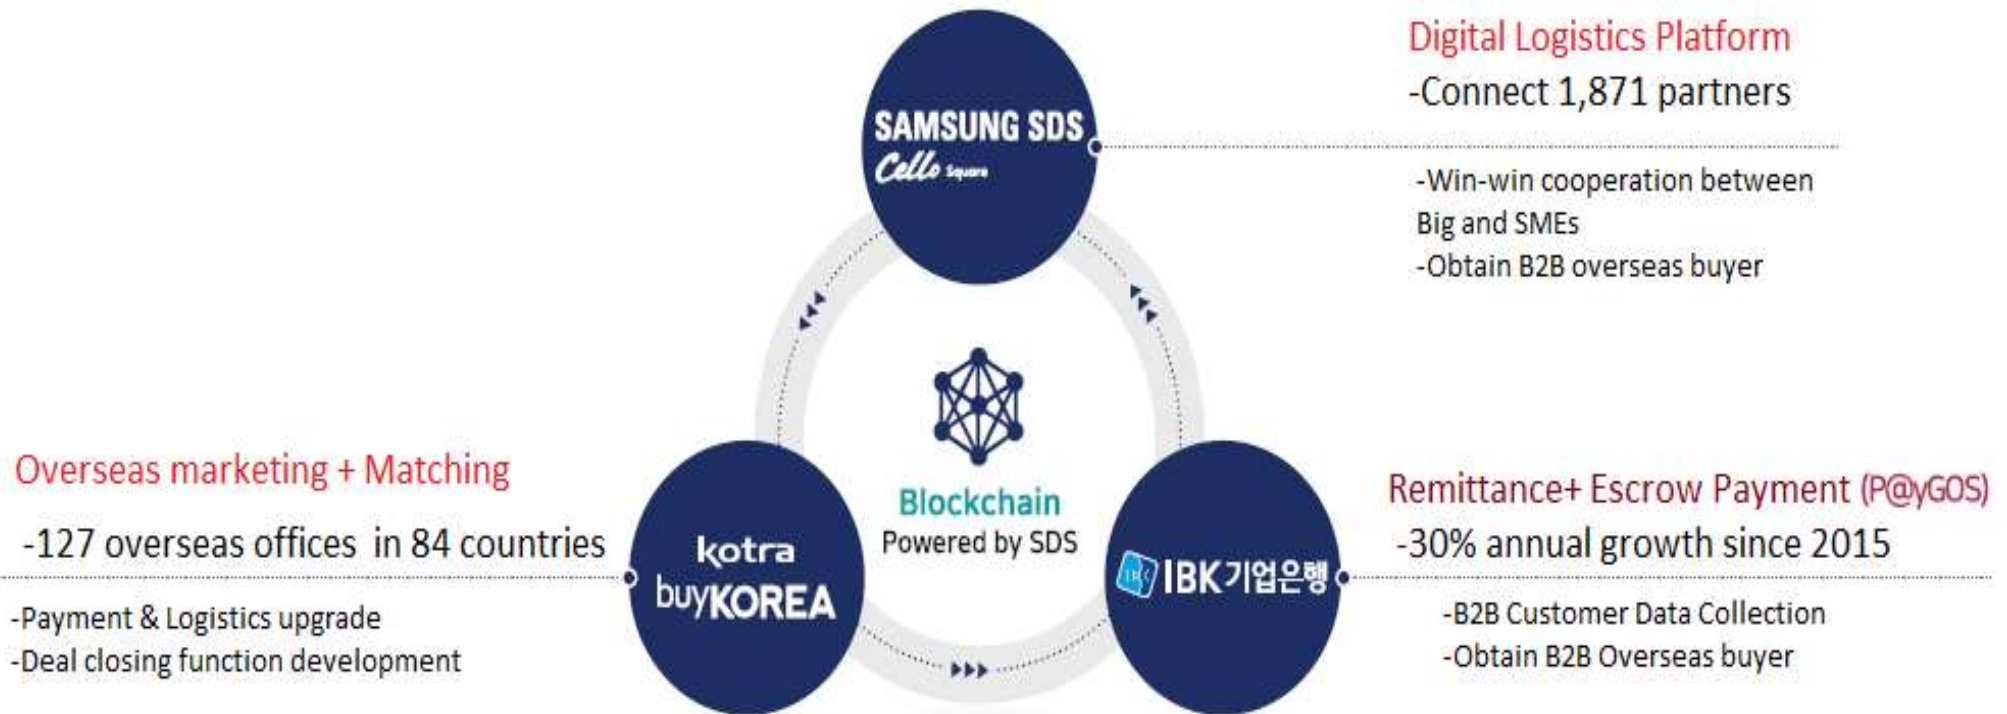 Digital Logistics Platform
-Connect 1,871 partners
-Win-win cooperation between
Big and SMEs
-Obtain B2B overseas buyer
SAMSUNG SDS
Cello Square
Blockchain
Powered by SDS
Overseas marketing + Matching
-127 overseas offices in 84 countries
-Payment & Logistics upgrade
-Deal closing function development
kotra
buyKOREA
IBK
IBK기업은행
Remittance+ Escrow Payment (P@yGOS)
-30% annual growth since 2015
-B2B Customer Data Collection
-Obtain B2B Overseas buyer